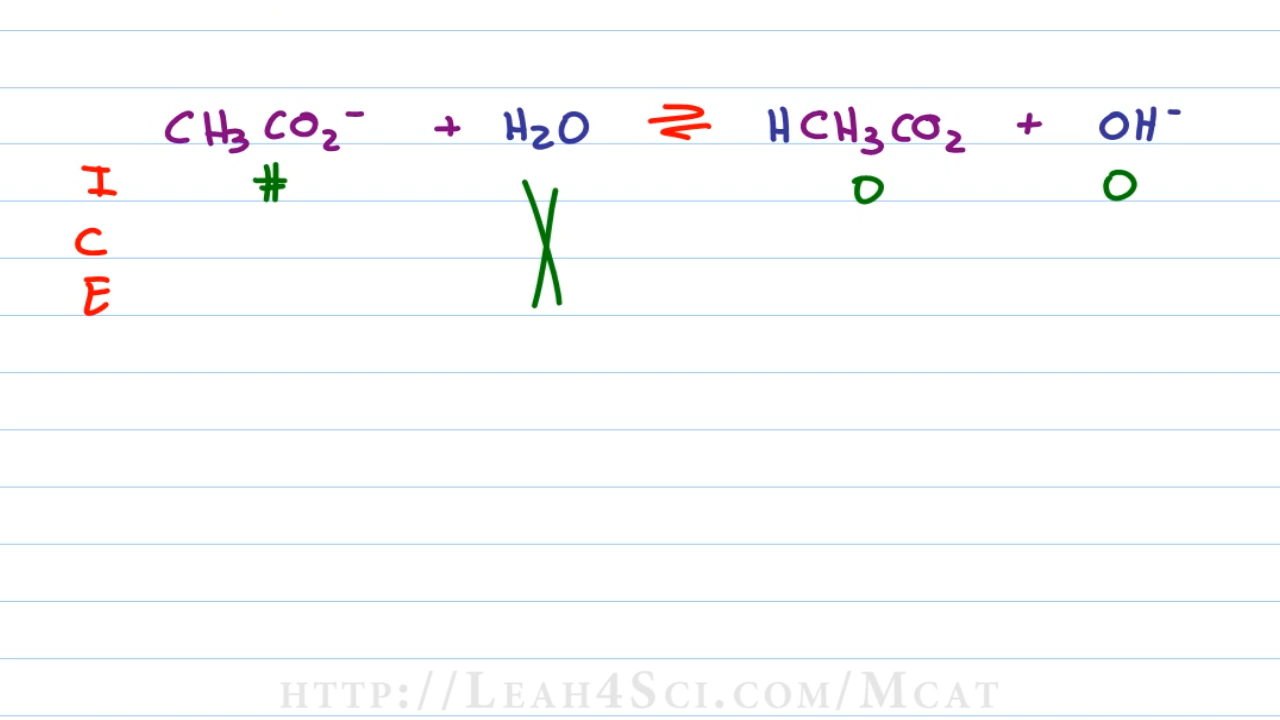 CH₃CO₂⁻ + H₂O ⇌ HCH₃CO₂ + OH⁻
I # X 0 0
C
E
HTTP://LEAH4SCI.COM/MCAT